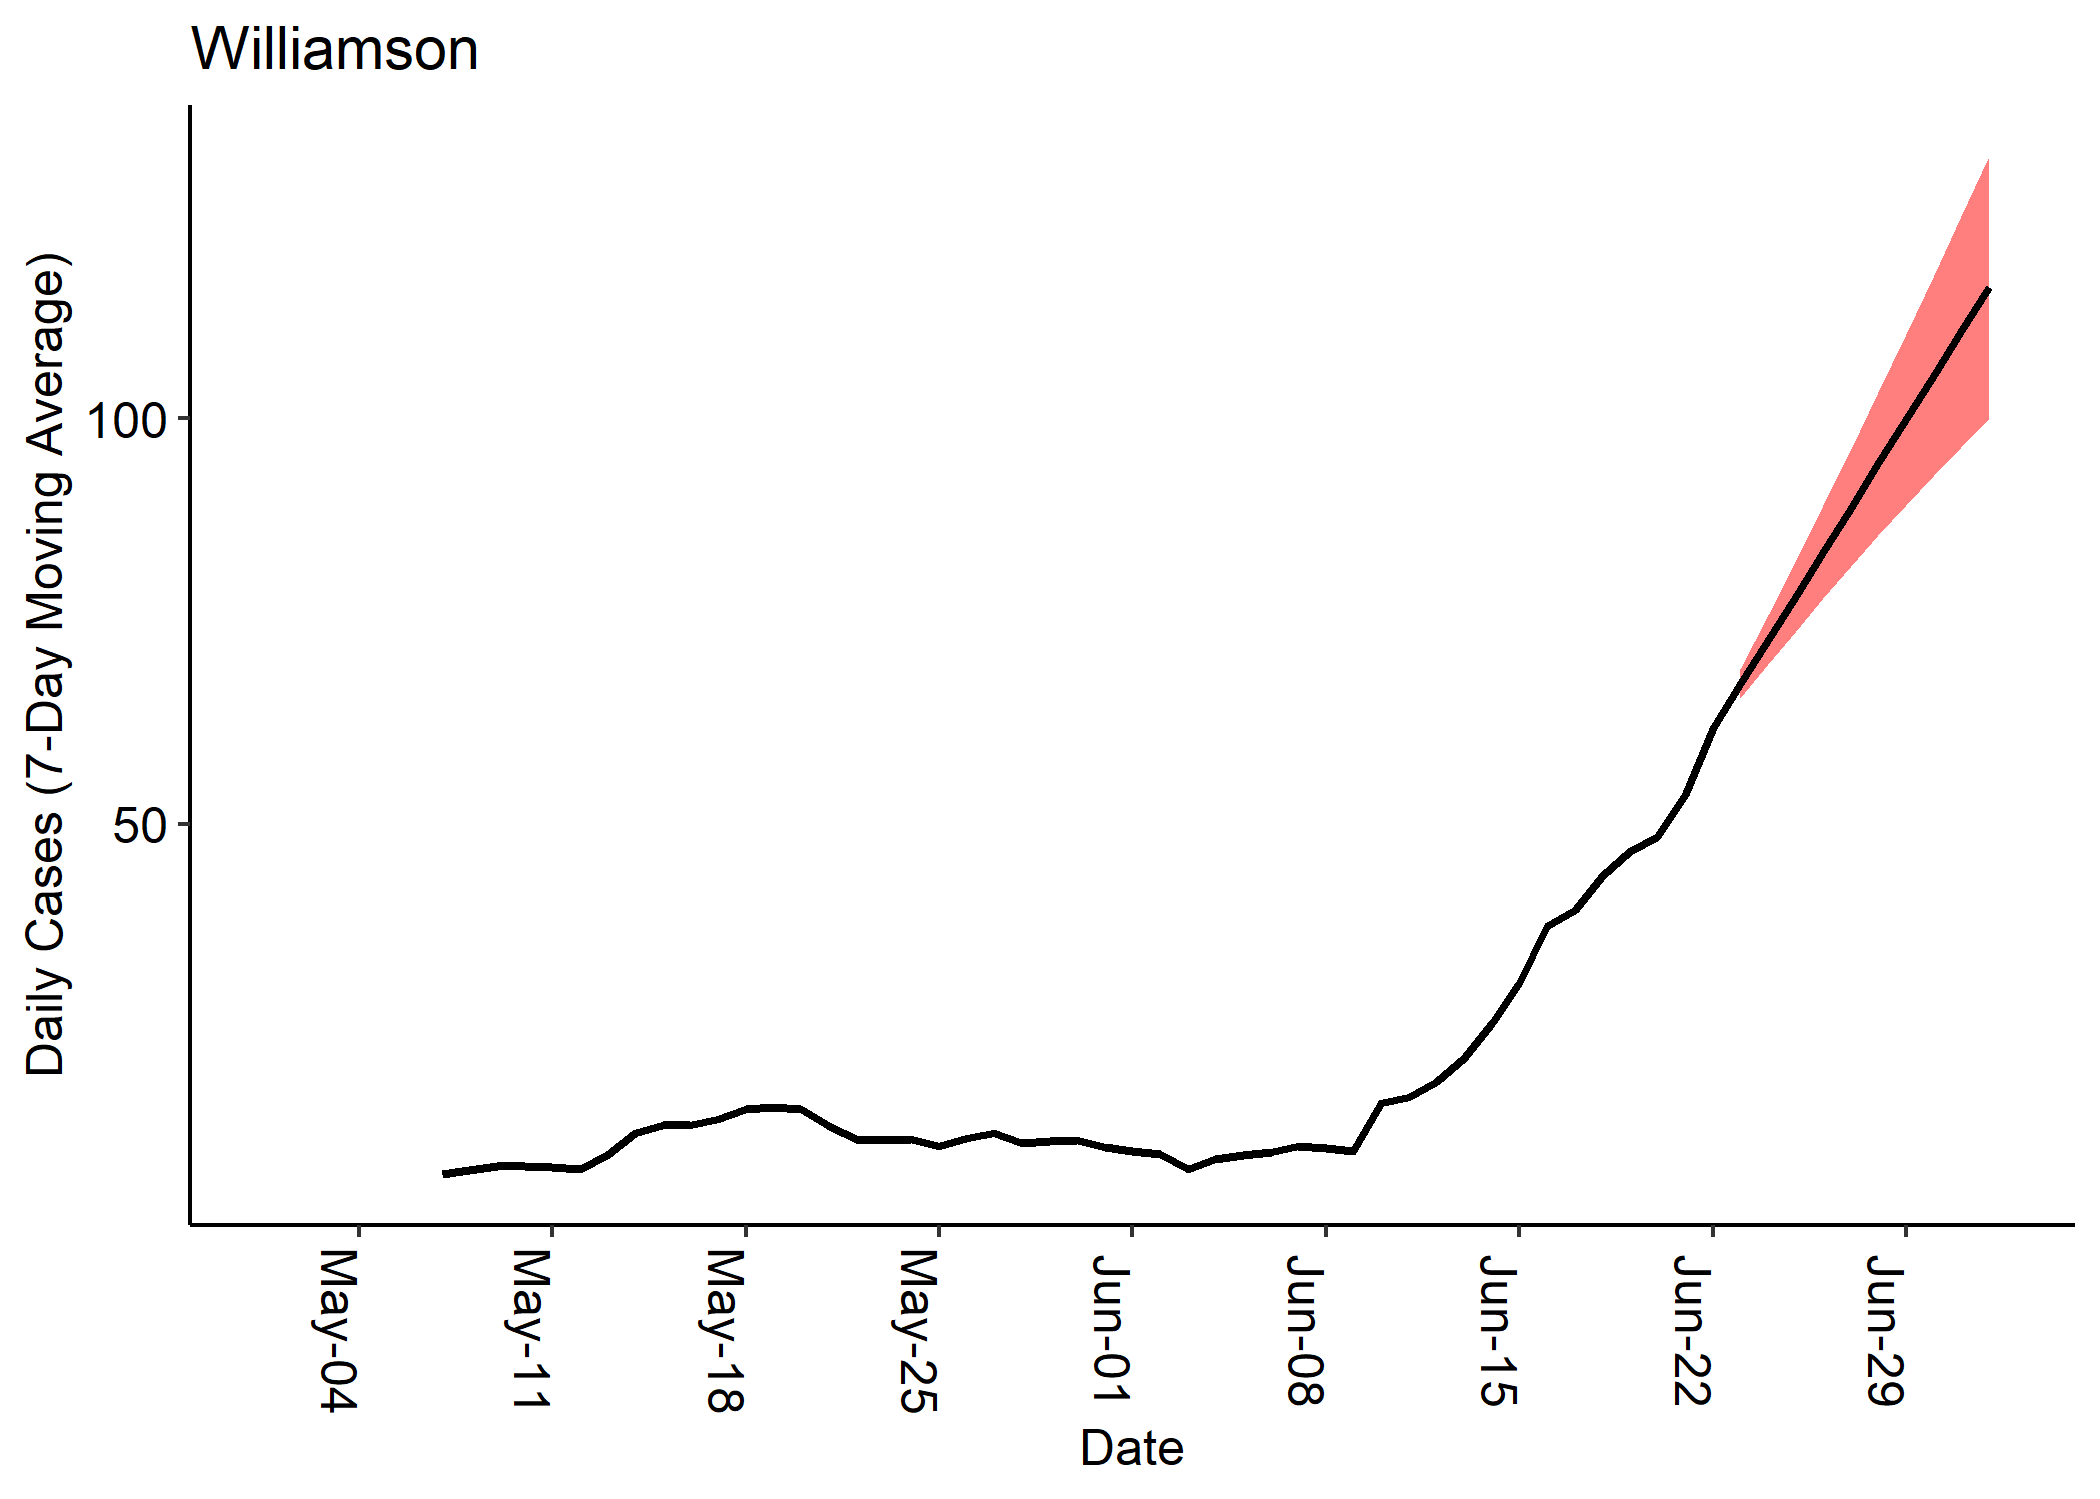 Williamson
Daily Cases (7-Day Moving Average)
100
50
May-04
May-11
May-18
May-25
Jun-01
Jun-08
Jun-15
Jun-22
Jun-29
Date